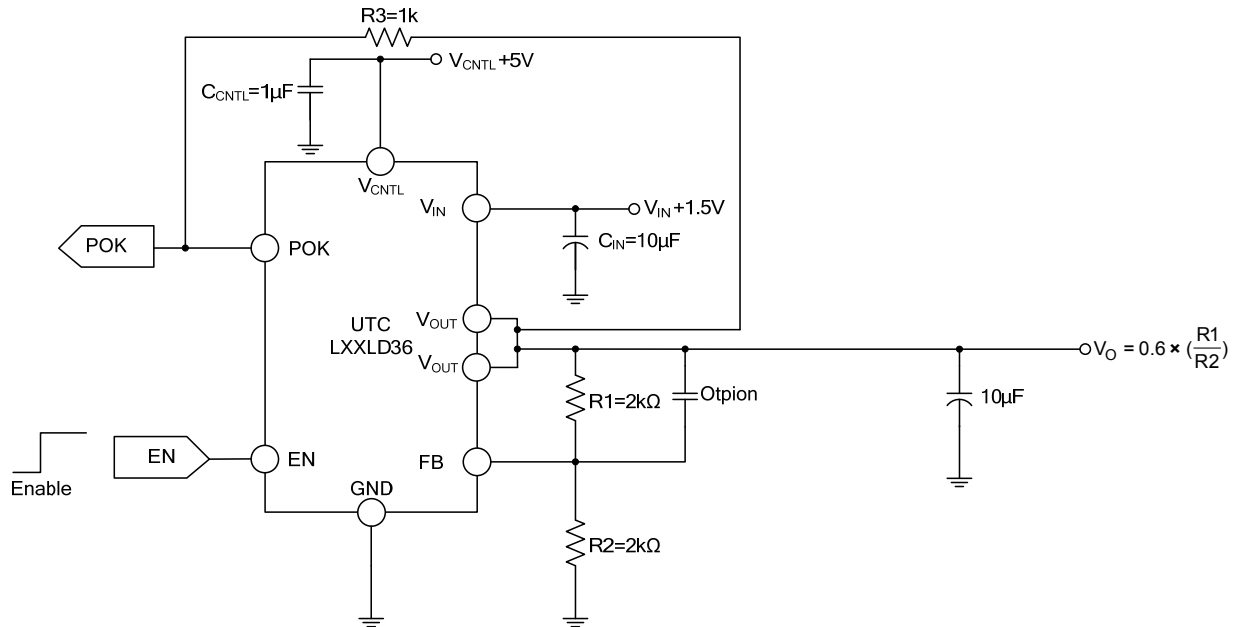 R3=1k
VCNTL+5V
CCNTL=1µF
VCNTL
VIN
VIN+1.5V
CIN=10µF
POK
POK
VOUT
UTC
LXXLD36
VOUT
VO = 0.6 × (R1/R2)
R1=2kΩ
Otpion
10µF
EN
EN
FB
Enable
GND
R2=2kΩ